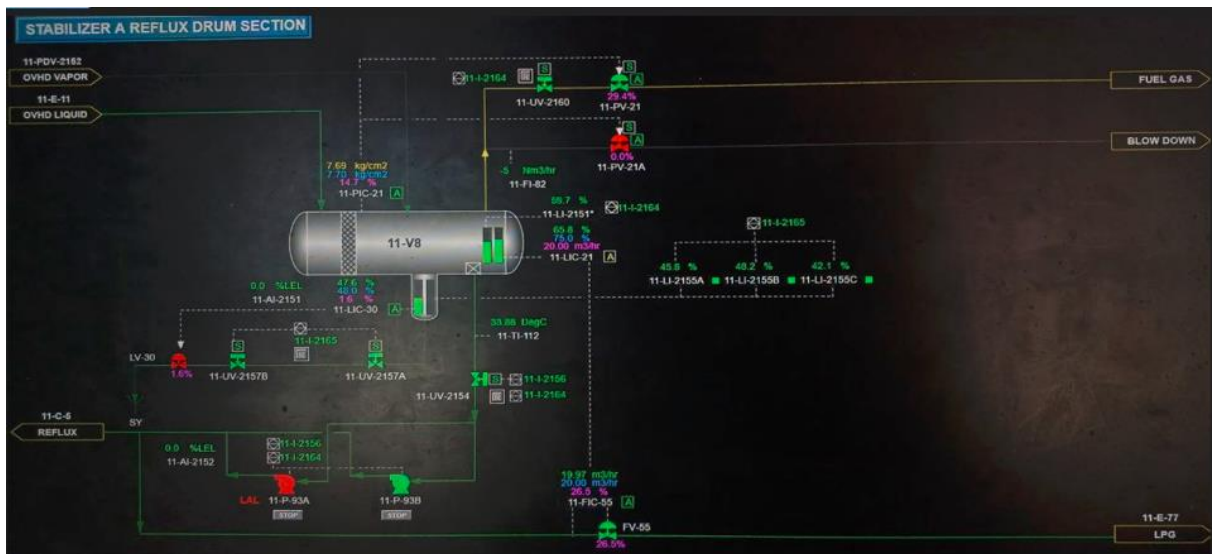 STABILIZER A REFLUX DRUM SECTION
11-PDV-2152
OVHD VAPOR
11-E-11
OVHD LIQUID
11-I-2164
S
11-UV-2160
S
A
29.4%
11-PV-21
FUEL GAS
S
A
0.0%
11-PV-21A
BLOW DOWN
7.69 kg/cm2
7.70 kg/cm2
14.7 %
11-PIC-21
A
-5 Nm3/hr
11-FI-82
%
11-LI-2151*
11-I-2164
11-V8
65.8 %
75.0 %
20.00 m3/hr
11-LIC-21
A
11-I-2165
45.8 %
11-LI-2155A
48.2 %
11-LI-2155B
42.1 %
11-LI-2155C
0.0 %LEL
11-AI-2151
47.6 %
48.0 %
1.6 %
11-LIC-30
A
DegC
11-TI-112
11-I-2165
LV-30
1.6%
S
11-UV-2157B
S
11-UV-2157A
11-UV-2154
S
11-I-2156
11-I-2164
11-C-5
REFLUX
SY
0.0 %LEL
11-AI-2152
11-I-2156
11-I-2164
LAL
11-P-93A
STOP
11-P-93B
STOP
19.97 m3/hr
20.00 m3/hr
26.5 %
11-FIC-55
A
FV-55
26.5%
11-E-77
LPG